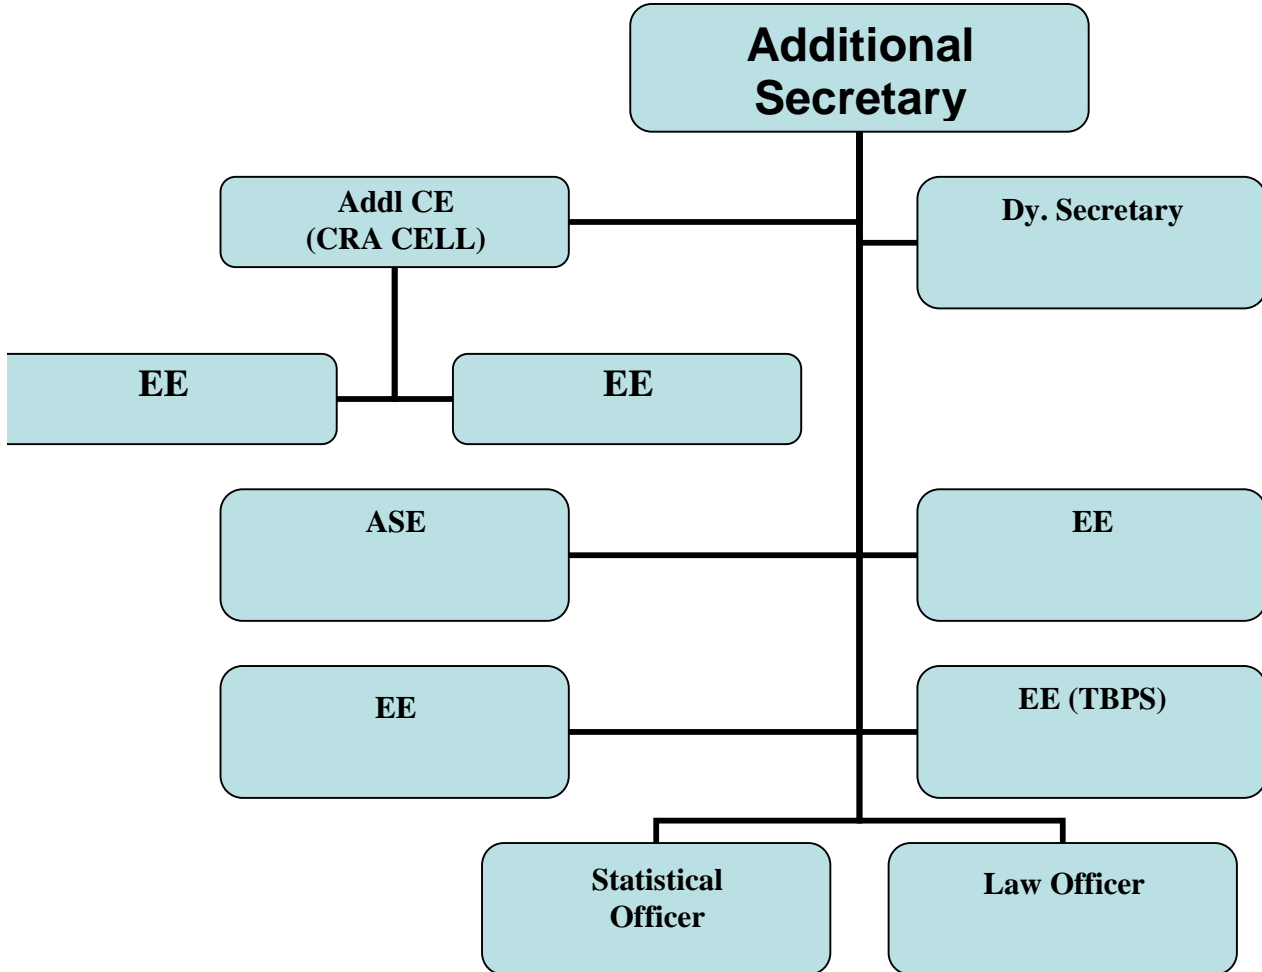 Additional
Secretary
Addl CE
(CRA CELL)
Dy. Secretary
EE
EE
ASE
EE
EE
EE (TBPS)
Statistical
Officer
Law Officer